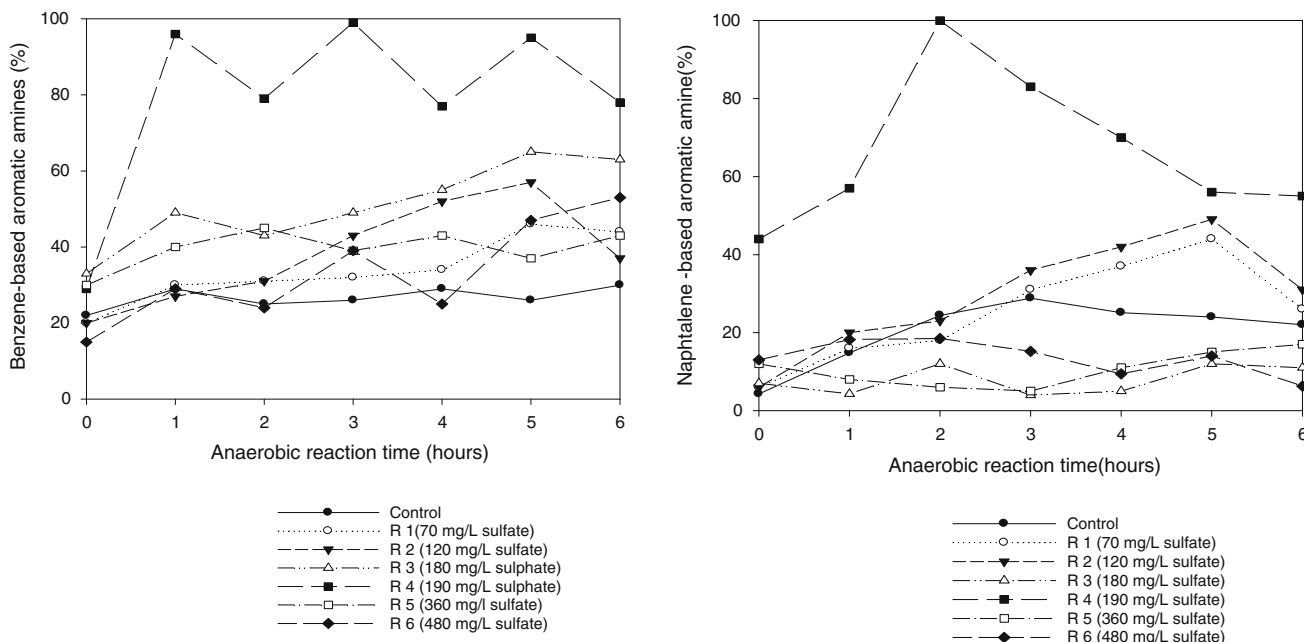 Benzene-based aromatic amines (%)
100
80
60
40
20
0
0 1 2 3 4 5 6
Anaerobic reaction time (hours)
Control
R 1(70 mg/L sulfate)
R 2 (120 mg/L sulfate)
R 3 (180 mg/L sulphate)
R 4 (190 mg/L sulphate)
R 5 (360 mg/l sulfate)
R 6 (480 mg/L sulfate)
Naphtalene -based aromatic amine(%)
100
80
60
40
20
0
0 1 2 3 4 5 6
Anaerobic reaction time(hours)
Control
R 1 (70 mg/L sulfate)
R 2 (120 mg/L sulfate)
R 3 (180 mg/L sulfate)
R 4 (190 mg/L sulfate)
R 5 (360 mg/L sulfate)
R 6 (480 mg/L sulfate)